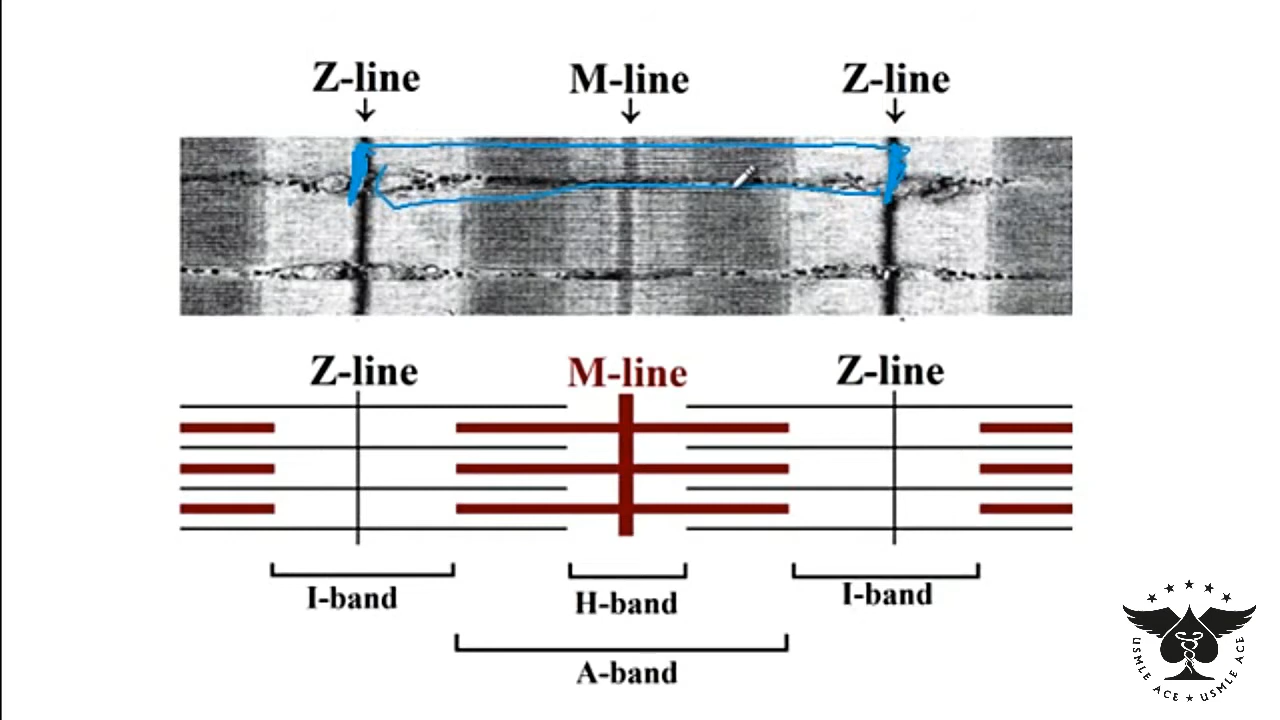 Z-line
M-line
Z-line
Z-line
M-line
Z-line
I-band
H-band
I-band
A-band
USMLE ACE ★ USMLE ACE